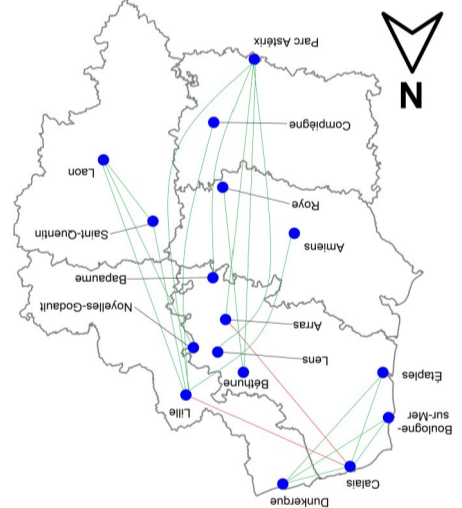 Parc Astérix
N
Compiègne
Laon
Roye
Saint-Quentin
Amiens
Bapaume
Noyelles-Godault
Arras
Lens
Béthune
Étaples
Lille
Boulogne-
sur-Mer
Calais
Dunkerque